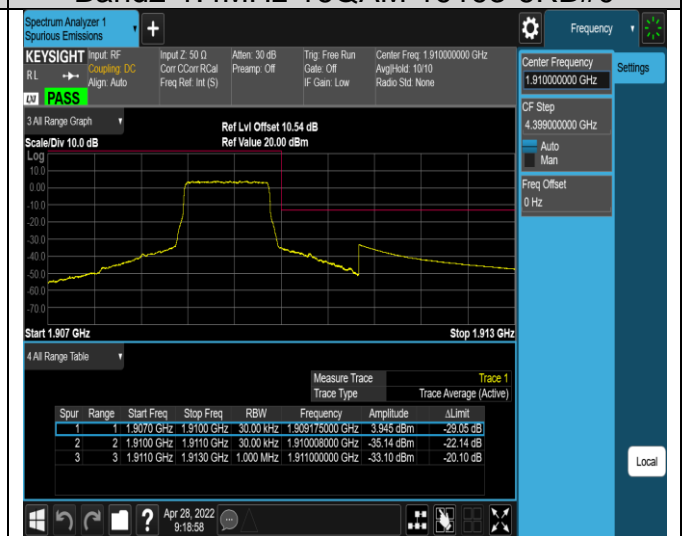 Spectrum Analyzer 1
Spurious Emissions
+
Frequency
KEYSIGHT Input: RF
RL
Coupling: DC
Align: Auto
LXI PASS
Input Z: 50 Ω
Corr CCorr RCal
Freq Ref: Int (S)
Atten: 30 dB
Preamp: Off
Trig: Free Run
Gate: Off
IF Gain: Low
Center Freq: 1.910000000 GHz
Avg|Hold: 10/10
Radio Std: None
Center Frequency
1.910000000 GHz
Settings
CF Step
4.399000000 GHz
Auto
Man
Freq Offset
0 Hz
3 All Range Graph
Scale/Div 10.0 dB
Ref Lvl Offset 10.54 dB
Ref Value 20.00 dBm
Log
10.0
0.00
-10.0
-20.0
-30.0
-40.0
-50.0
-60.0
-70.0
Start 1.907 GHz Stop 1.913 GHz
4 All Range Table
Measure Trace Trace 1
Trace Type Trace Average (Active)
Spur Range Start Freq Stop Freq RBW Frequency Amplitude ΔLimit
1 1 1.9070 GHz 1.9100 GHz 30.00 kHz 1.909175000 GHz 3.945 dBm -29.05 dB
2 2 1.9100 GHz 1.9110 GHz 30.00 kHz 1.910008000 GHz -35.14 dBm -22.14 dB
3 3 1.9110 GHz 1.9130 GHz 1.000 MHz 1.911000000 GHz -33.10 dBm -20.10 dB
Local
?
Apr 28, 2022
9:18:58